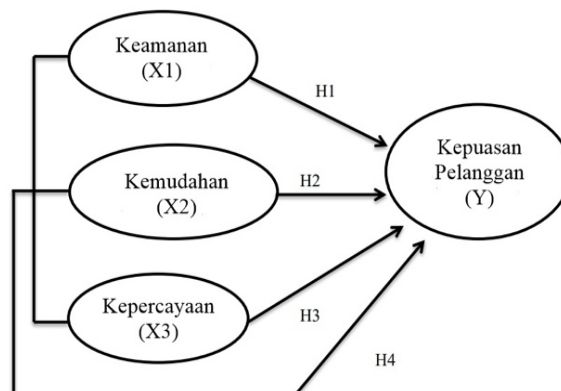 Keamanan
(X1)
H1
Kepuasan
Pelanggan
(Y)
Kemudahan
(X2)
H2
Kepercayaan
(X3)
H3
H4